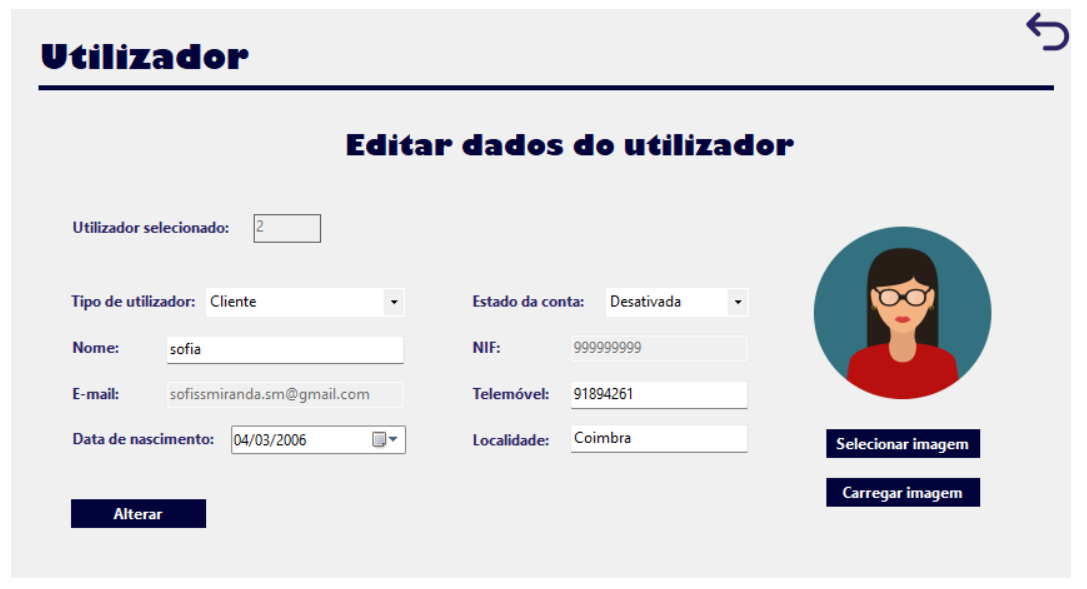 Utilizador
Editar dados do utilizador
Utilizador selecionado: 2
Tipo de utilizador: Cliente
Estado da conta: Desativada
Nome: sofia
NIF: 999999999
E-mail: sofissmiranda.sm@gmail.com
Telemóvel: 91894261
Data de nascimento: 04/03/2006
Localidade: Coimbra
Selecionar imagem
Carregar imagem
Alterar